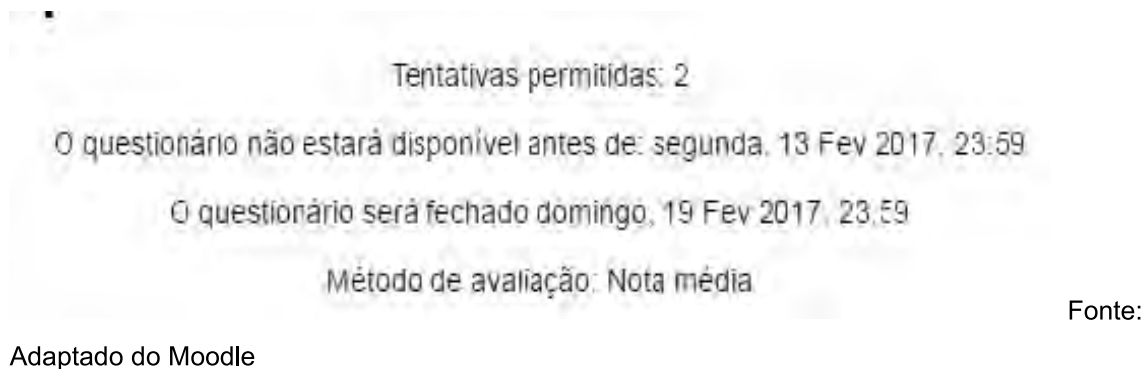 Tentativas permitidas: 2
O questionário não estará disponível antes de: segunda, 13 Fev 2017, 23:59
O questionário será fechado domingo, 19 Fev 2017, 23:59
Método de avaliação: Nota média
Fonte:
Adaptado do Moodle